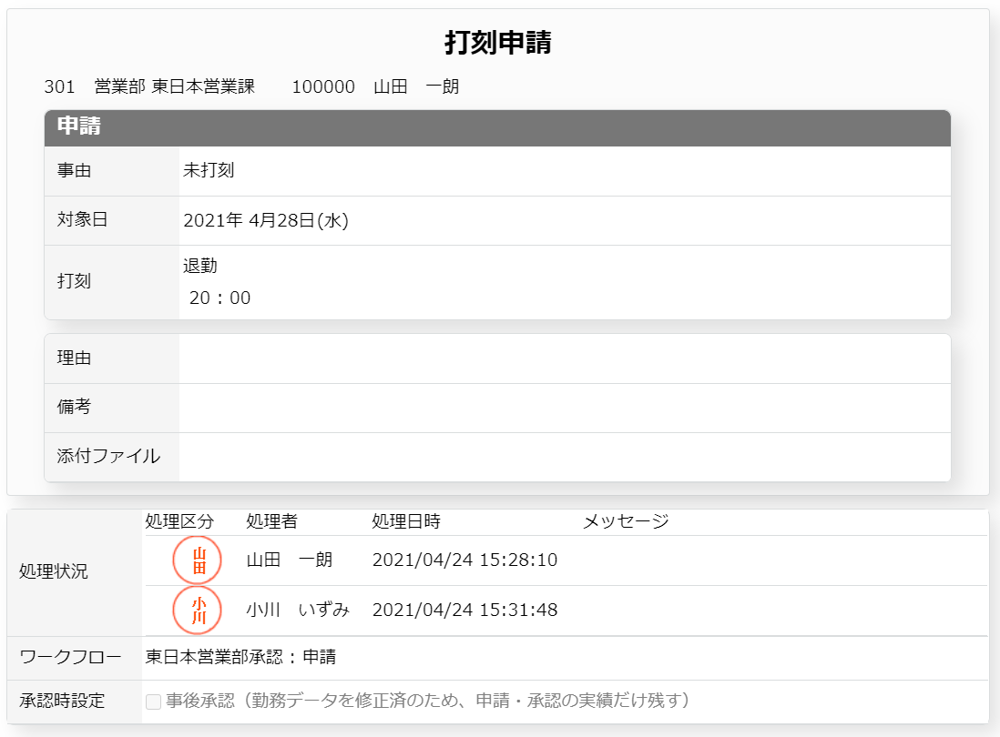 打刻申請
301 営業部 東日本営業課 100000 山田 一朗
申請
事由 未打刻
対象日 2021年 4月28日(水)
打刻 退勤
20 : 00
理由
備考
添付ファイル
処理状況
処理区分 処理者 処理日時 メッセージ
山田 山田 一朗 2021/04/24 15:28:10
小川 小川 いずみ 2021/04/24 15:31:48
ワークフロー 東日本営業部承認 : 申請
承認時設定 事後承認（勤務データを修正済のため、申請・承認の実績だけ残す）